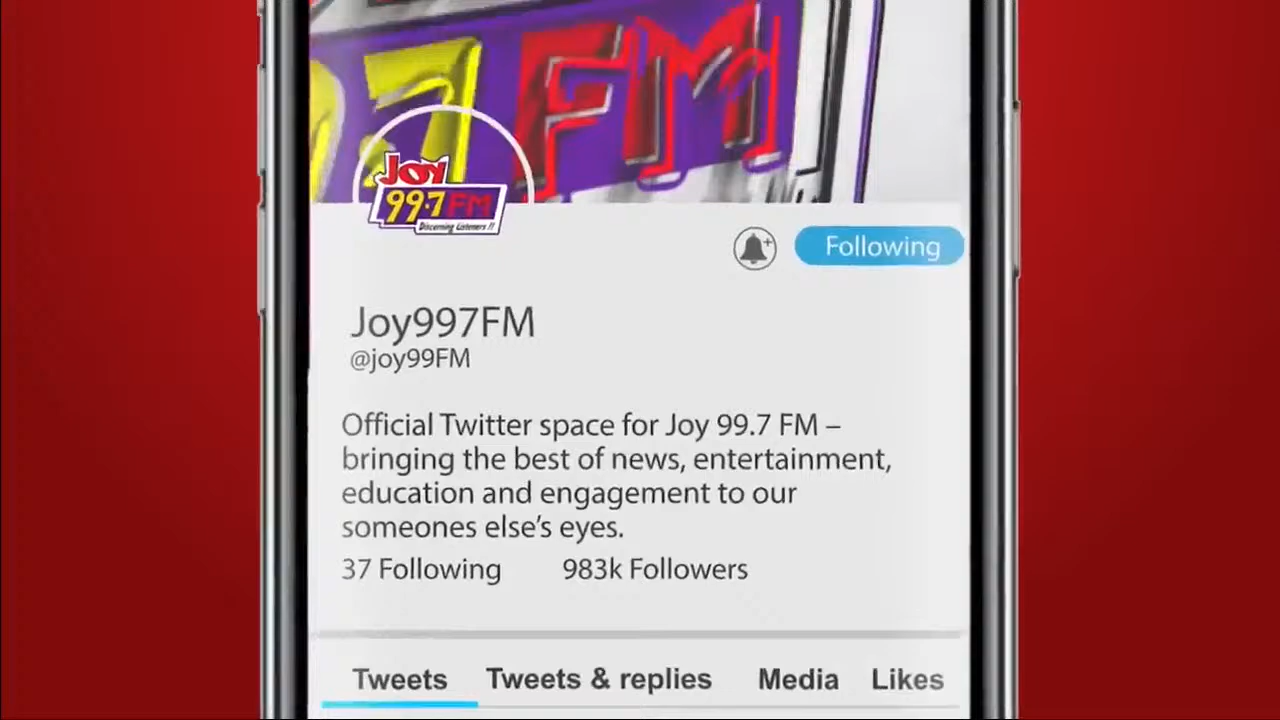 .7 FM
Joy
99.7 FM
Discerning Listeners !!
Following
Joy997FM
@joy99FM
Official Twitter space for Joy 99.7 FM –
bringing the best of news, entertainment,
education and engagement to our
someones else’s eyes.
37 Following 983k Followers
Tweets Tweets & replies Media Likes